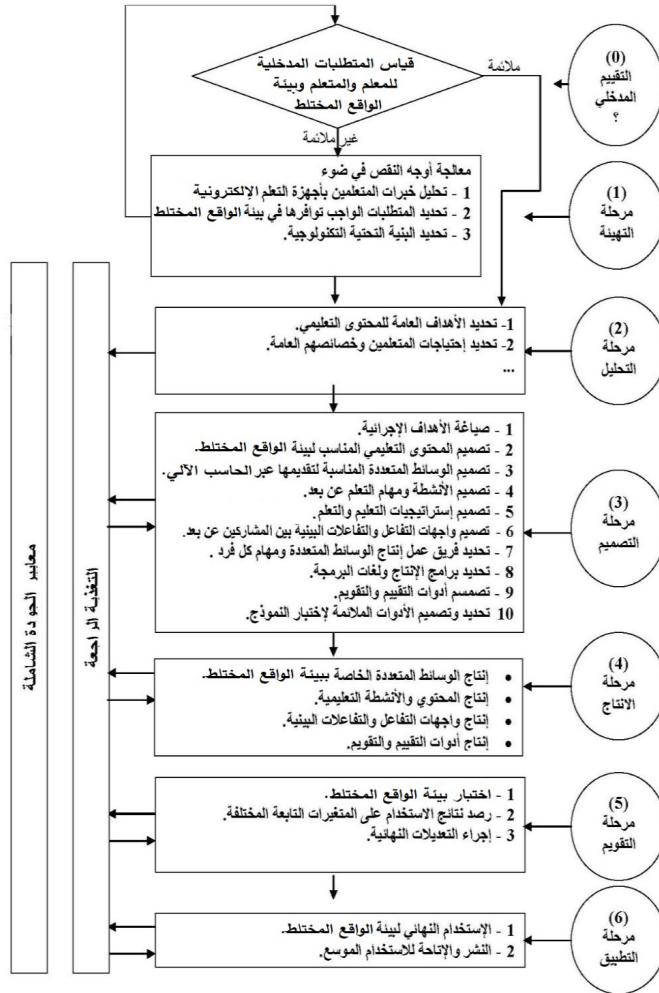 (0)
التقييم
المدخلي
؟
قياس المتطلبات المدخلية
للمعلم والمتعلم وبيئة
الواقع المختلط
ملائمة
غير ملائمة
(1)
مرحلة
التهيئة
معالجة أوجه النقص في ضوء
1 - تحليل خبرات المتعلمين بأجهزة التعلم الإلكترونية
2 - تحديد المتطلبات الواجب توافرها في بيئة الواقع المختلط
3 - تحديد البنية التحتية التكنولوجية.
(2)
مرحلة
التحليل
1- تحديد الأهداف العامة للمحتوى التعليمي.
2- تحديد إحتياجات المتعلمين وخصائصهم العامة.
...
(3)
مرحلة
التصميم
1 - صياغة الأهداف الإجرائية.
2 - تصميم المحتوى التعليمي المناسب لبيئة الواقع المختلط.
3 - تصميم الوسائط المتعددة المناسبة لتقديمها عبر الحاسب الآلي.
4 - تصميم الأنشطة ومهام التعلم عن بعد.
5 - تصميم إستراتيجيات التعليم والتعلم.
6 - تصميم واجهات التفاعل والتفاعلات البينية بين المشاركين عن بعد.
7 - تحديد فريق عمل إنتاج الوسائط المتعددة ومهام كل فرد .
8 - تحديد برامج الإنتاج ولغات البرمجة.
9 - تصمسم أدوات التقييم والتقويم.
10 تحديد وتصميم الأدوات الملائمة لإختبار النموذج.
(4)
مرحلة
الانتاج
• إنتاج الوسائط المتعددة الخاصة ببيئة الواقع المختلط.
• إنتاج المحتوي والأنشطة التعليمية.
• إنتاج واجهات التفاعل والتفاعلات البينية.
• إنتاج أدوات التقييم والتقويم.
(5)
مرحلة
التقويم
1 - اختبار بيئة الواقع المختلط.
2 - رصد نتائج الاستخدام على المتغيرات التابعة المختلفة.
3 - إجراء التعديلات النهائية.
(6)
مرحلة
التطبيق
1 - الإستخدام النهائي لبيئة الواقع المختلط.
2 - النشر والإتاحة للاستخدام الموسع.
التغذية الراجعة
معايير الجودة الشاملة